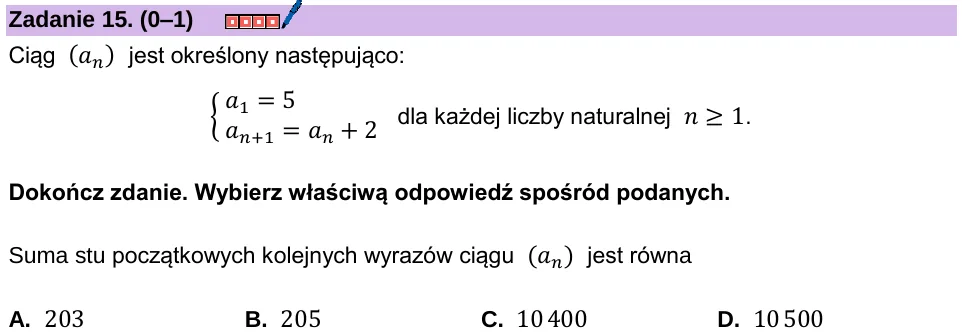 Zadanie 15. (0–1)
Ciąg (aₙ) jest określony następująco:
{ a₁ = 5
aₙ₊₁ = aₙ + 2 dla każdej liczby naturalnej n ≥ 1.
Dokończ zdanie. Wybierz właściwą odpowiedź spośród podanych.
Suma stu początkowych kolejnych wyrazów ciągu (aₙ) jest równa
A. 203 B. 205 C. 10 400 D. 10 500